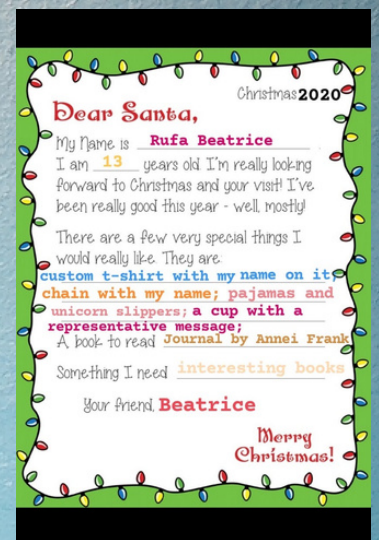 Christmas 2020
Dear Santa,
My Name is Rufa Beatrice
I am 13 years old. I'm really looking
forward to Christmas and your visit! I've
been really good this year - well, mostly!
There are a few very special things I
would really like. They are:
custom t-shirt with my name on it;
chain with my name; pajamas and
unicorn slippers; a cup with a
representative message;
A book to read Journal by Annei Frank
Something I need interesting books
Your friend, Beatrice
Merry
Christmas!